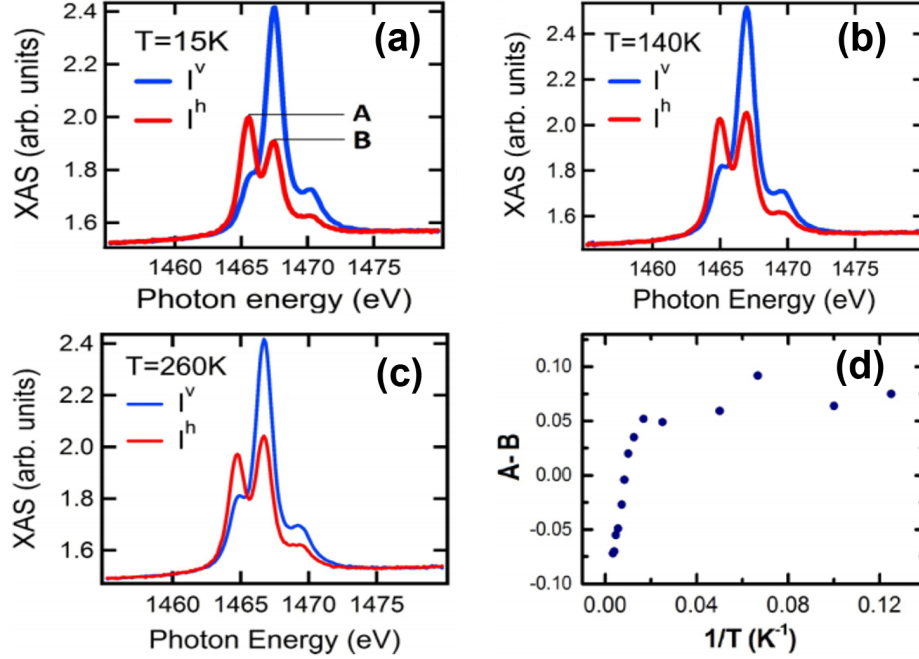 (a)
T=15K
I^v
I^h
A
B
2.4
2.2
2.0
1.8
1.6
XAS (arb. units)
1460 1465 1470 1475
Photon energy (eV)
(b)
T=140K
I^v
I^h
2.4
2.2
2.0
1.8
1.6
XAS (arb. units)
1460 1465 1470 1475
Photon Energy (eV)
(c)
T=260K
I^v
I^h
2.4
2.2
2.0
1.8
1.6
XAS (arb. units)
1460 1465 1470 1475
Photon Energy (eV)
(d)
0.10
0.05
0.00
-0.05
-0.10
A- B
0.00 0.04 0.08 0.12
1/T (K⁻¹)